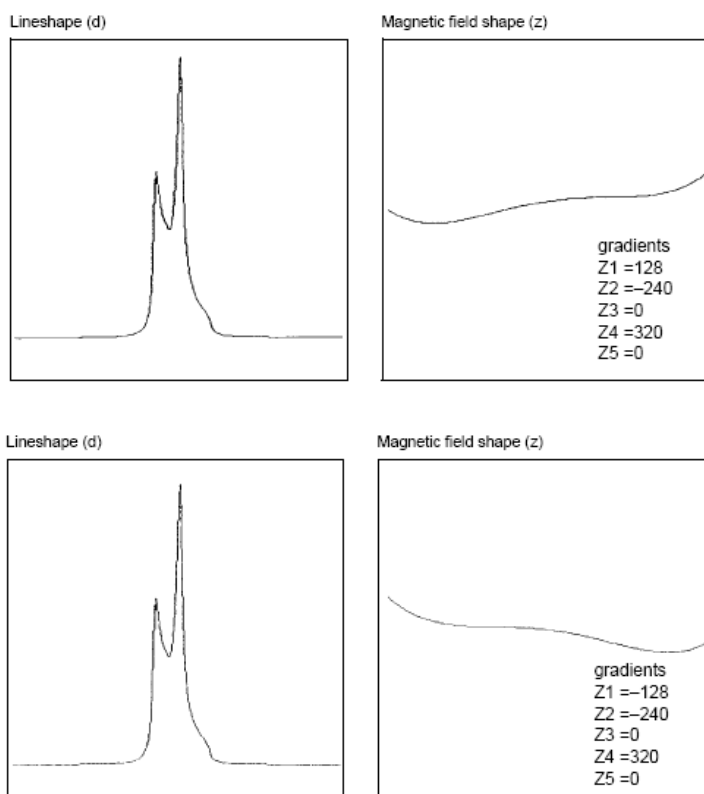 Lineshape (d)
Magnetic field shape (z)
gradients
Z1 =128
Z2 =–240
Z3 =0
Z4 =320
Z5 =0
Lineshape (d)
Magnetic field shape (z)
gradients
Z1 =–128
Z2 =–240
Z3 =0
Z4 =320
Z5 =0